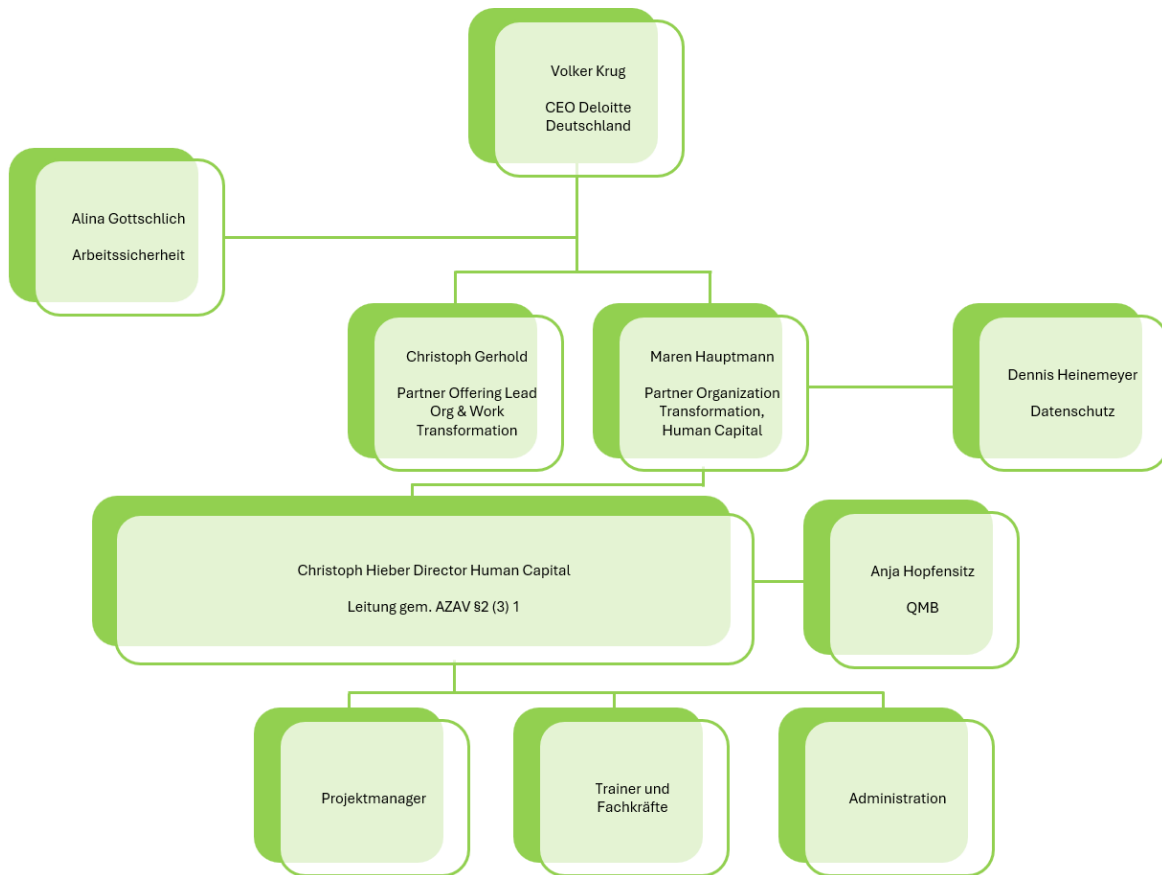 Volker Krug
CEO Deloitte
Deutschland
Alina Gottschlich
Arbeitssicherheit
Christoph Gerhold
Partner Offering Lead
Org & Work
Transformation
Maren Hauptmann
Partner Organization
Transformation,
Human Capital
Dennis Heinemeyer
Datenschutz
Christoph Hieber Director Human Capital
Leitung gem. AZAV §2 (3) 1
Anja Hopfensitz
QMB
Projektmanager
Trainer und
Fachkräfte
Administration